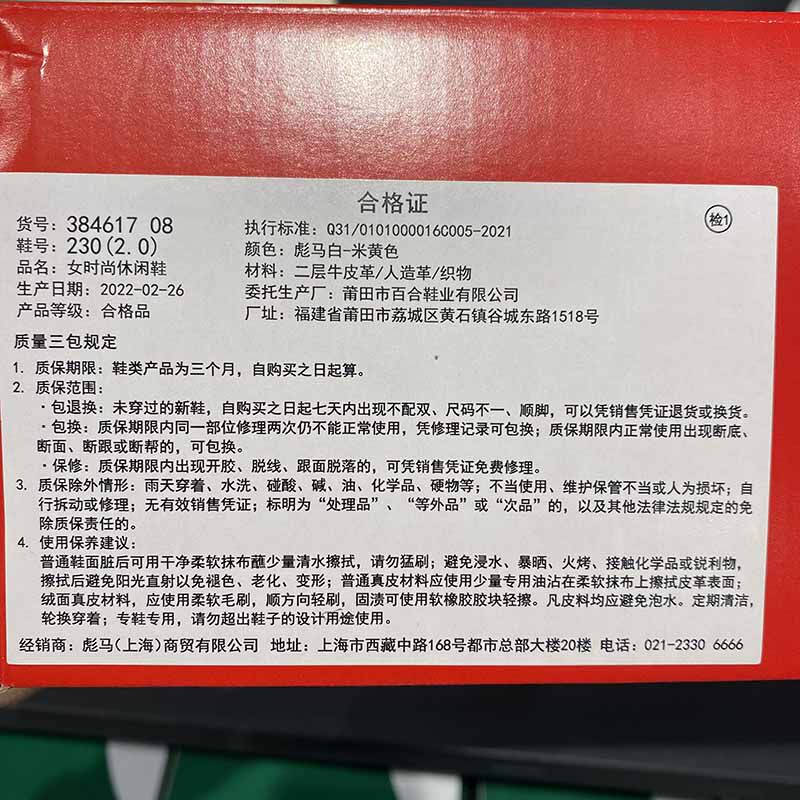 合格证
检1
货号：384617 08
鞋号：230(2.0)
品名：女时尚休闲鞋
生产日期：2022-02-26
产品等级：合格品
执行标准：Q31/0101000016C005-2021
颜色：彪马白-米黄色
材料：二层牛皮革/人造革/织物
委托生产厂：莆田市百合鞋业有限公司
厂址：福建省莆田市荔城区黄石镇谷城东路1518号
质量三包规定
1. 质保期限：鞋类产品为三个月，自购买之日起算。
2. 质保范围：
·包退换：未穿过的新鞋，自购买之日起七天内出现不配双、尺码不一、顺脚，可以凭销售凭证退货或换货。
·包换：质保期限内同一部位修理两次仍不能正常使用，凭修理记录可包换；质保期限内正常使用出现断底、
断面、断跟或断帮的，可包换。
·保修：质保期限内出现开胶、脱线、跟面脱落的，可凭销售凭证免费修理。
3. 质保除外情形：雨天穿着、水洗、碰酸、碱、油、化学品、硬物等；不当使用、维护保管不当或人为损坏；自
行拆动或修理；无有效销售凭证；标明为“处理品”、“等外品”或“次品”的，以及其他法律法规规定的免
除质保责任的。
4. 使用保养建议：
普通鞋面脏后可用干净柔软抹布蘸少量清水擦拭，请勿猛刷；避免浸水、暴晒、火烤、接触化学品或锐利物，
擦拭后避免阳光直射以免褪色、老化、变形；普通真皮材料应使用少量专用油沾在柔软抹布上擦拭皮革表面；
绒面真皮材料，应使用柔软毛刷，顺方向轻刷，固渍可使用软橡胶胶块轻擦。凡皮料均应避免泡水。定期清洁，
轮换穿着；专鞋专用，请勿超出鞋子的设计用途使用。
经销商：彪马(上海)商贸有限公司 地址：上海市西藏中路168号都市总部大楼20楼 电话：021-2330 6666